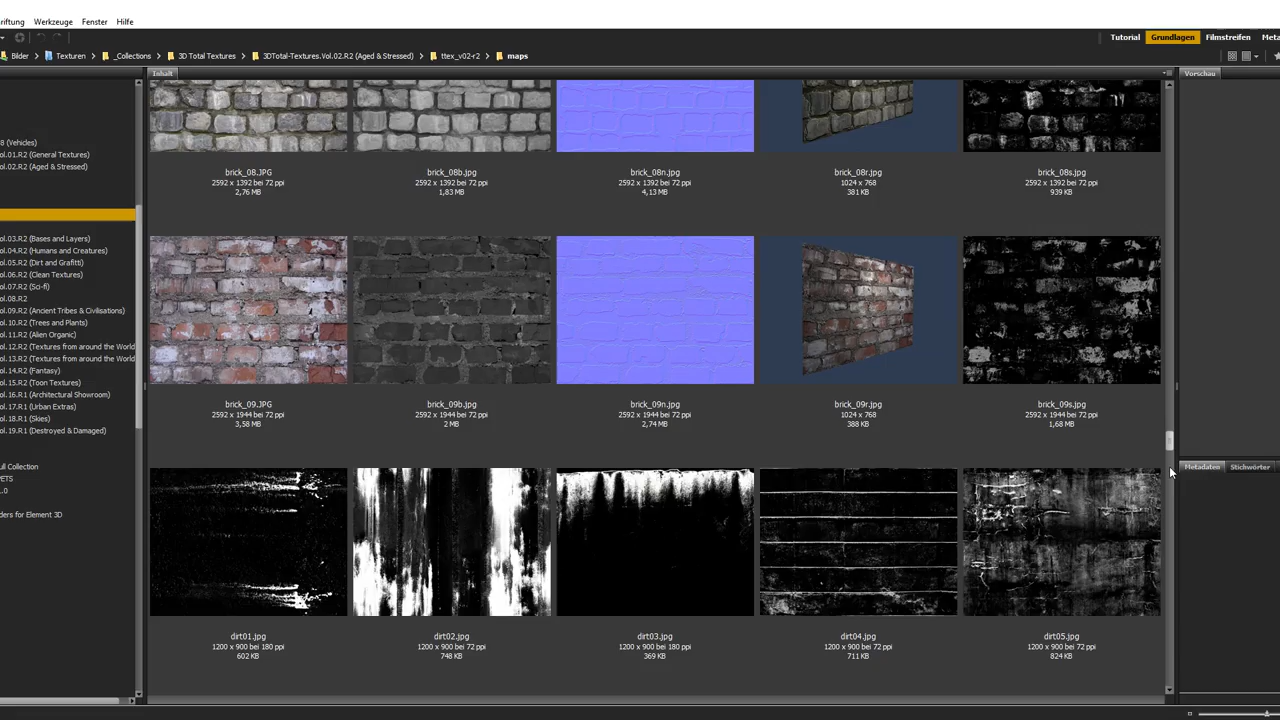 riftung Werkzeuge Fenster Hilfe
Tutorial Grundlagen Filmstreifen Meta
Bilder Texturen _Collections 3D Total Textures 3DTotal-Textures.Vol.02.R2 (Aged & Stressed) ttex_v02-r2 maps
Inhalt
Vorschau
8 (Vehicles)
ol.01.R2 (General Textures)
ol.02.R2 (Aged & Stressed)
ol.03.R2 (Bases and Layers)
ol.04.R2 (Humans and Creatures)
ol.05.R2 (Dirt and Grafitti)
ol.06.R2 (Clean Textures)
ol.07.R2 (Sci-fi)
ol.08.R2
ol.09.R2 (Ancient Tribes & Civilisations)
ol.10.R2 (Trees and Plants)
ol.11.R2 (Alien Organic)
ol.12.R2 (Textures from around the World
ol.13.R2 (Textures from around the World
ol.14.R2 (Fantasy)
ol.15.R2 (Toon Textures)
ol.16.R1 (Architectural Showroom)
ol.17.R1 (Urban Extras)
ol.18.R1 (Skies)
ol.19.R1 (Destroyed & Damaged)
ull Collection
PETS
1.0
ders for Element 3D
brick_08.JPG brick_08b.jpg brick_08n.jpg brick_08r.jpg brick_08s.jpg
2592 x 1392 bei 72 ppi 2592 x 1392 bei 72 ppi 2592 x 1392 bei 72 ppi 1024 x 768 2592 x 1392 bei 72 ppi
2,76 MB 1,83 MB 4,13 MB 381 KB 939 KB
brick_09.JPG brick_09b.jpg brick_09n.jpg brick_09r.jpg brick_09s.jpg
2592 x 1944 bei 72 ppi 2592 x 1944 bei 72 ppi 2592 x 1944 bei 72 ppi 1024 x 768 2592 x 1944 bei 72 ppi
3,58 MB 2 MB 2,74 MB 388 KB 1,68 MB
Metadaten Stichwörter
dirt01.jpg dirt02.jpg dirt03.jpg dirt04.jpg dirt05.jpg
1200 x 900 bei 180 ppi 1200 x 900 bei 72 ppi 1200 x 900 bei 180 ppi 1200 x 900 bei 72 ppi 1200 x 900 bei 72 ppi
602 KB 748 KB 369 KB 711 KB 824 KB